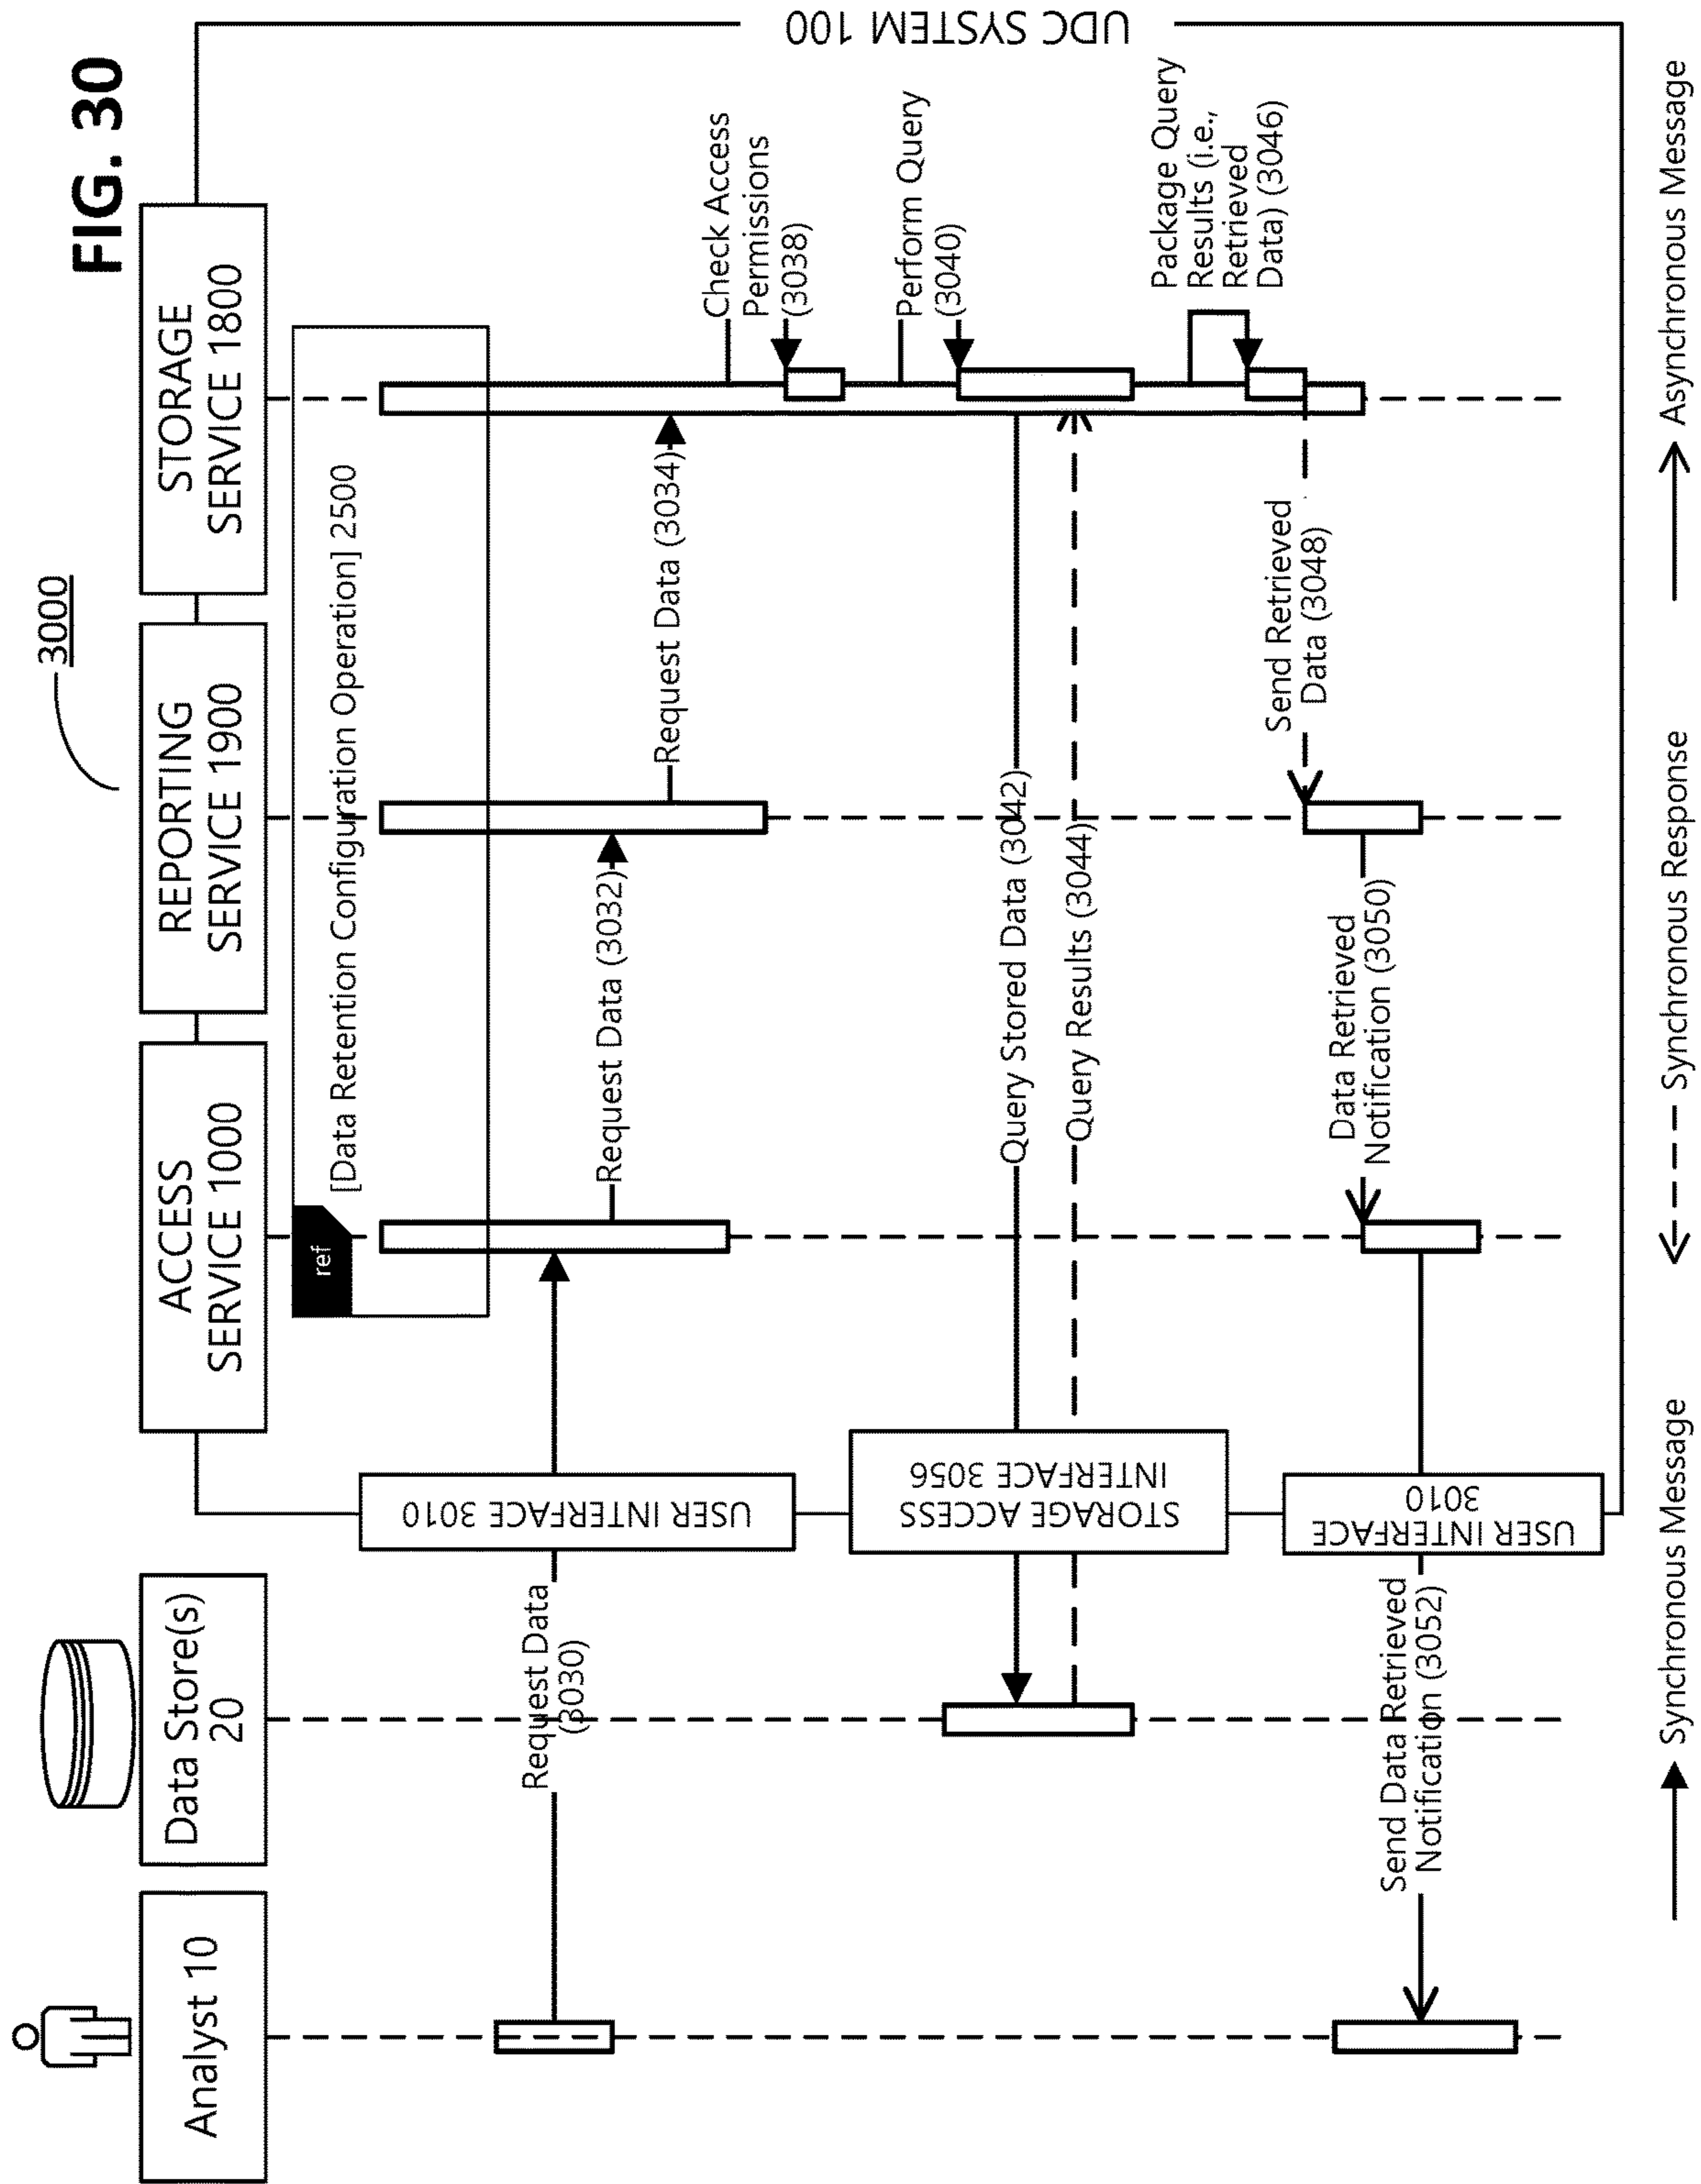 FIG. 30
3000
Analyst 10
Data Store(s)
20
ACCESS
SERVICE 1000
REPORTING
SERVICE 1900
STORAGE
SERVICE 1800
ref
[Data Retention Configuration Operation] 2500
Request Data
(3030)
USER INTERFACE 3010
Request Data (3032)
Request Data (3034)
Check Access
Permissions
(3038)
Perform Query
(3040)
STORAGE ACCESS
INTERFACE 3056
Query Stored Data (3042)
Query Results (3044)
Package Query
Results (i.e.,
Retrieved
Data) (3046)
Send Retrieved
Data (3048)
Data Retrieved
Notification (3050)
USER INTERFACE
3010
Send Data Retrieved
Notification (3052)
UDC SYSTEM 100
Synchronous Message
Synchronous Response
Asynchronous Message